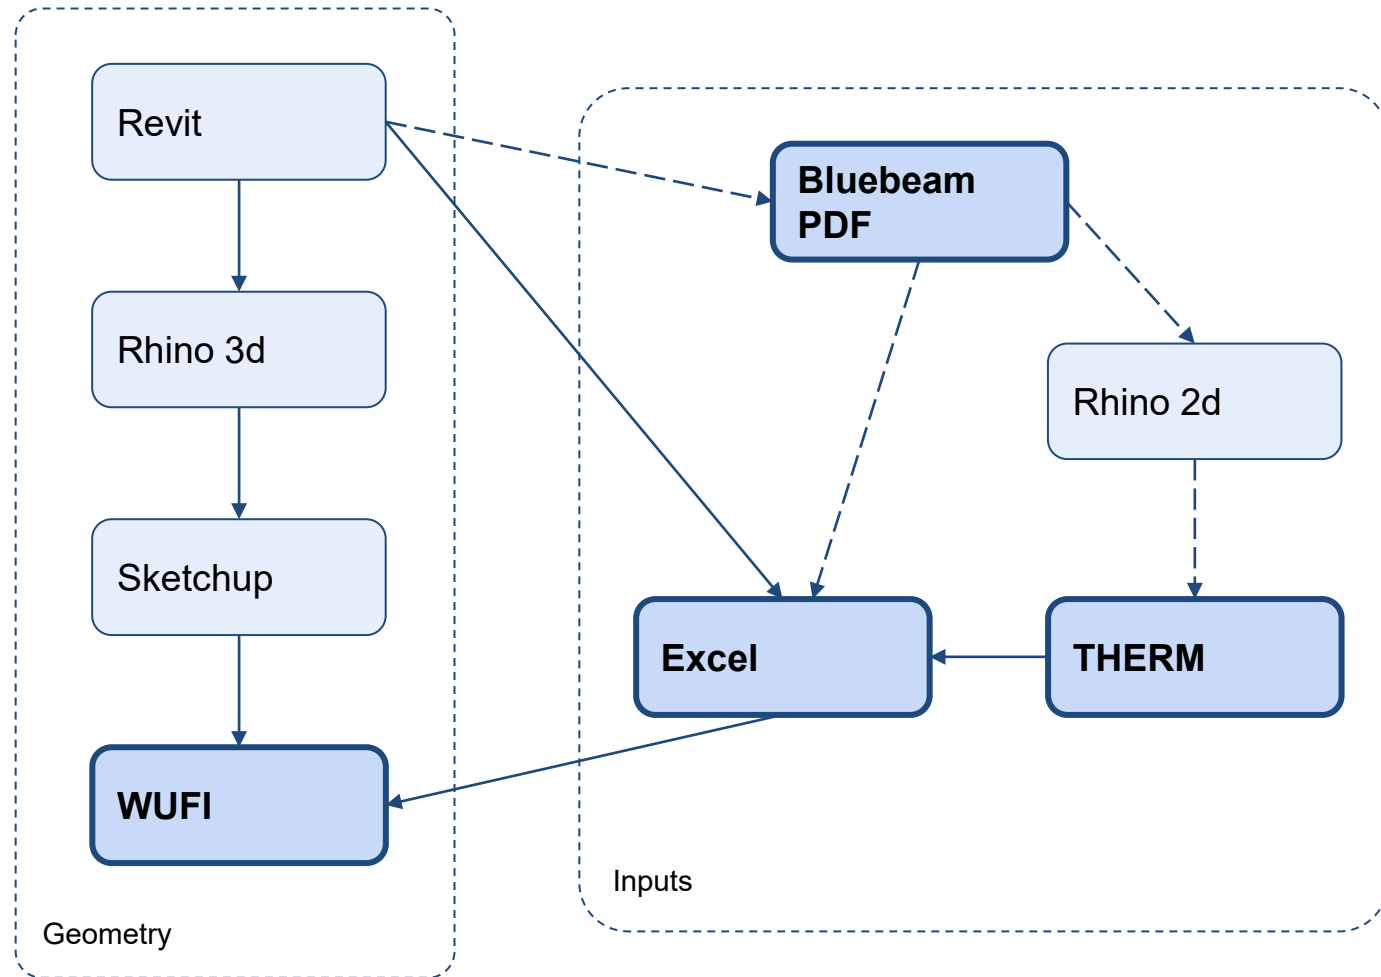 Revit
Rhino 3d
Sketchup
WUFI
Geometry
Bluebeam
PDF
Rhino 2d
Excel
THERM
Inputs